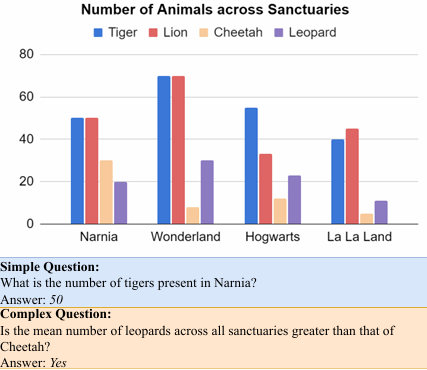 Number of Animals across Sanctuaries
Tiger Lion Cheetah Leopard
80
60
40
20
0
Narnia Wonderland Hogwarts La La Land
Simple Question:
What is the number of tigers present in Narnia?
Answer: 50
Complex Question:
Is the mean number of leopards across all sanctuaries greater than that of
Cheetah?
Answer: Yes